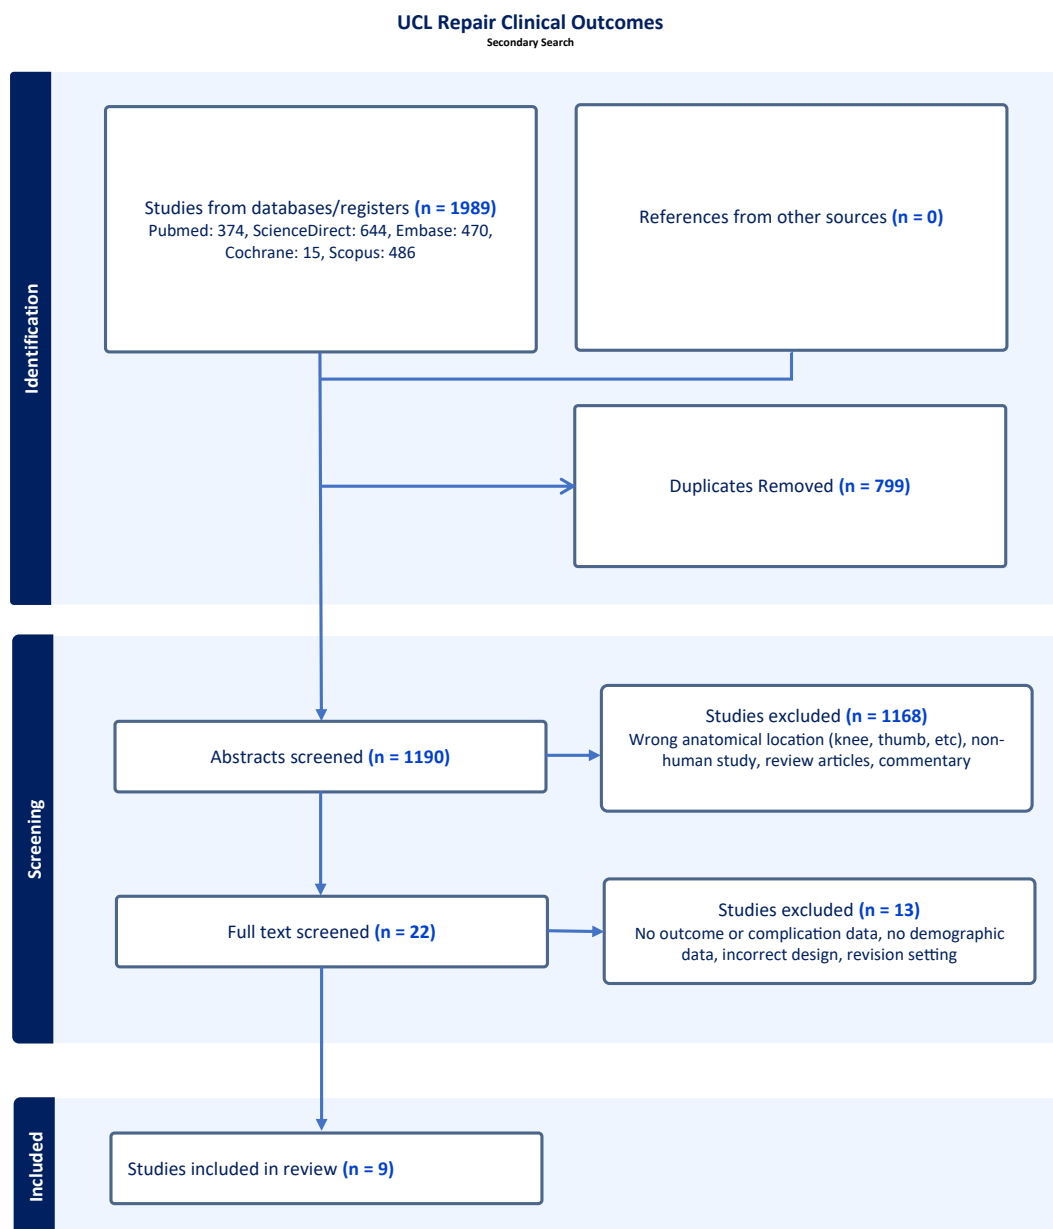 UCL Repair Clinical Outcomes
Secondary Search
Identification
Studies from databases/registers (n = 1989)
Pubmed: 374, ScienceDirect: 644, Embase: 470,
Cochrane: 15, Scopus: 486
References from other sources (n = 0)
Duplicates Removed (n = 799)
Screening
Abstracts screened (n = 1190)
Studies excluded (n = 1168)
Wrong anatomical location (knee, thumb, etc), non-
human study, review articles, commentary
Full text screened (n = 22)
Studies excluded (n = 13)
No outcome or complication data, no demographic
data, incorrect design, revision setting
Included
Studies included in review (n = 9)